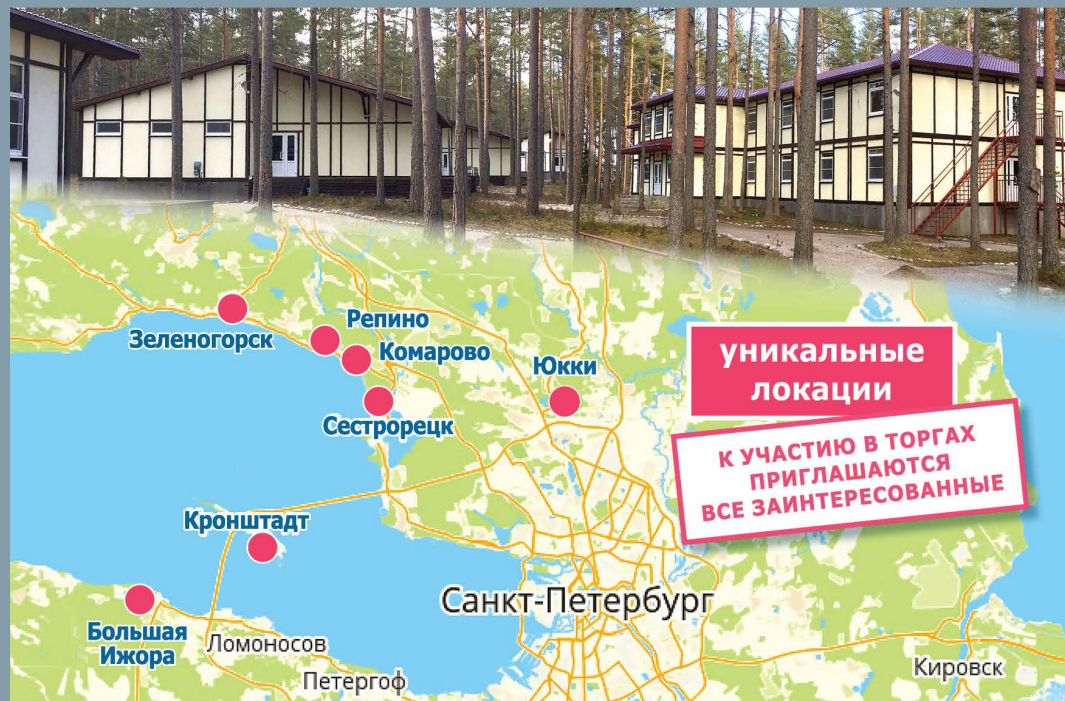 Зеленогорск
Репино
Комарово
Сестрорецк
Юкки
уникальные
локации
К УЧАСТИЮ В ТОРГАХ
ПРИГЛАШАЮТСЯ
ВСЕ ЗАИНТЕРЕСОВАННЫЕ
Кронштадт
Санкт-Петербург
Большая
Ижора
Ломоносов
Петергоф
Кировск